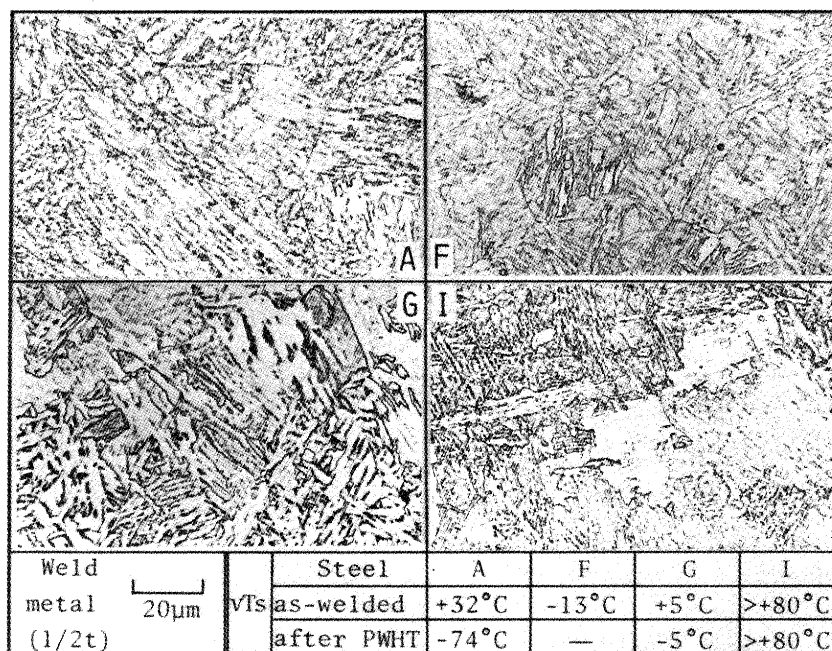 A F
G I
Weld metal (1/2t)
20μm
vTs
Steel A F G I
as-welded +32°C -13°C +5°C >+80°C
after PWHT -74°C — -5°C >+80°C